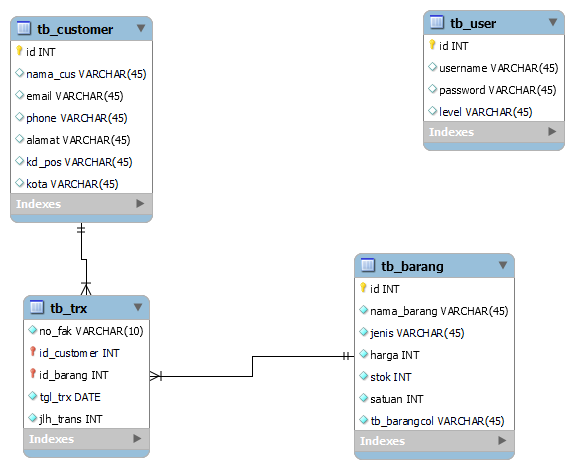 tb_customer
id INT
nama_cus VARCHAR(45)
email VARCHAR(45)
phone VARCHAR(45)
alamat VARCHAR(45)
kd_pos VARCHAR(45)
kota VARCHAR(45)
Indexes
tb_user
id INT
username VARCHAR(45)
password VARCHAR(45)
level VARCHAR(45)
Indexes
tb_trx
no_fak VARCHAR(10)
id_customer INT
id_barang INT
tgl_trx DATE
jlh_trans INT
Indexes
tb_barang
id INT
nama_barang VARCHAR(45)
jenis VARCHAR(45)
harga INT
stok INT
satuan INT
tb_barangcol VARCHAR(45)
Indexes